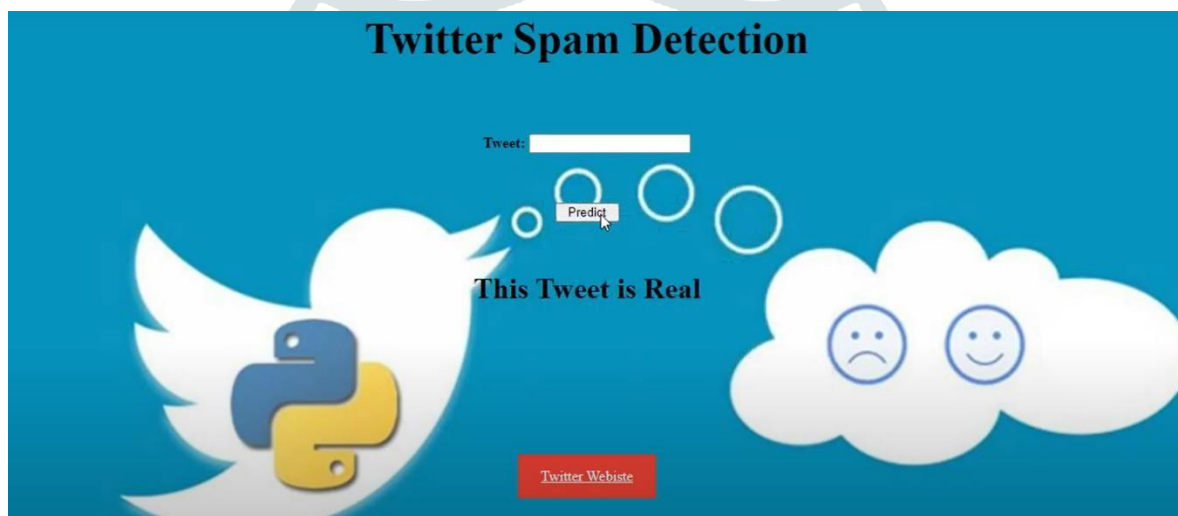 Twitter Spam Detection
Tweet:
Predict
This Tweet is Real
Twitter Webiste